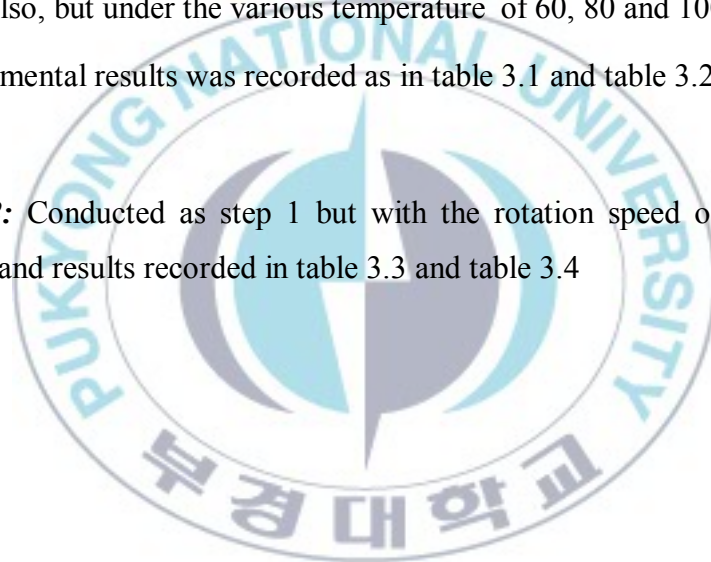 lso, but under the various temperature of 60, 80 and 10
mental results was recorded as in table 3.1 and table 3.2
: Conducted as step 1 but with the rotation speed o
and results recorded in table 3.3 and table 3.4
PUKYONG NATIONAL UNIVERSITY
부경대학교